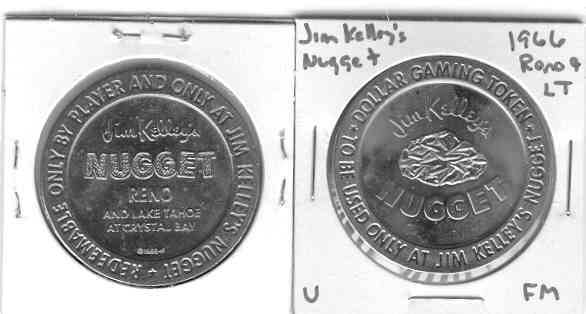 REDEEMABLE ONLY BY PLAYER AND ONLY AT JIM KELLEY'S NUGGET
Jim Kelley's
NUGGET
RENO
AND LAKE TAHOE
AT CRYSTAL BAY
Jim Kelley's
Nugget
1966
Reno &
LT
DOLLAR GAMING TOKEN
TO BE USED ONLY AT JIM KELLEY'S NUGGET
Jim Kelley's
NUGGET
U
FM